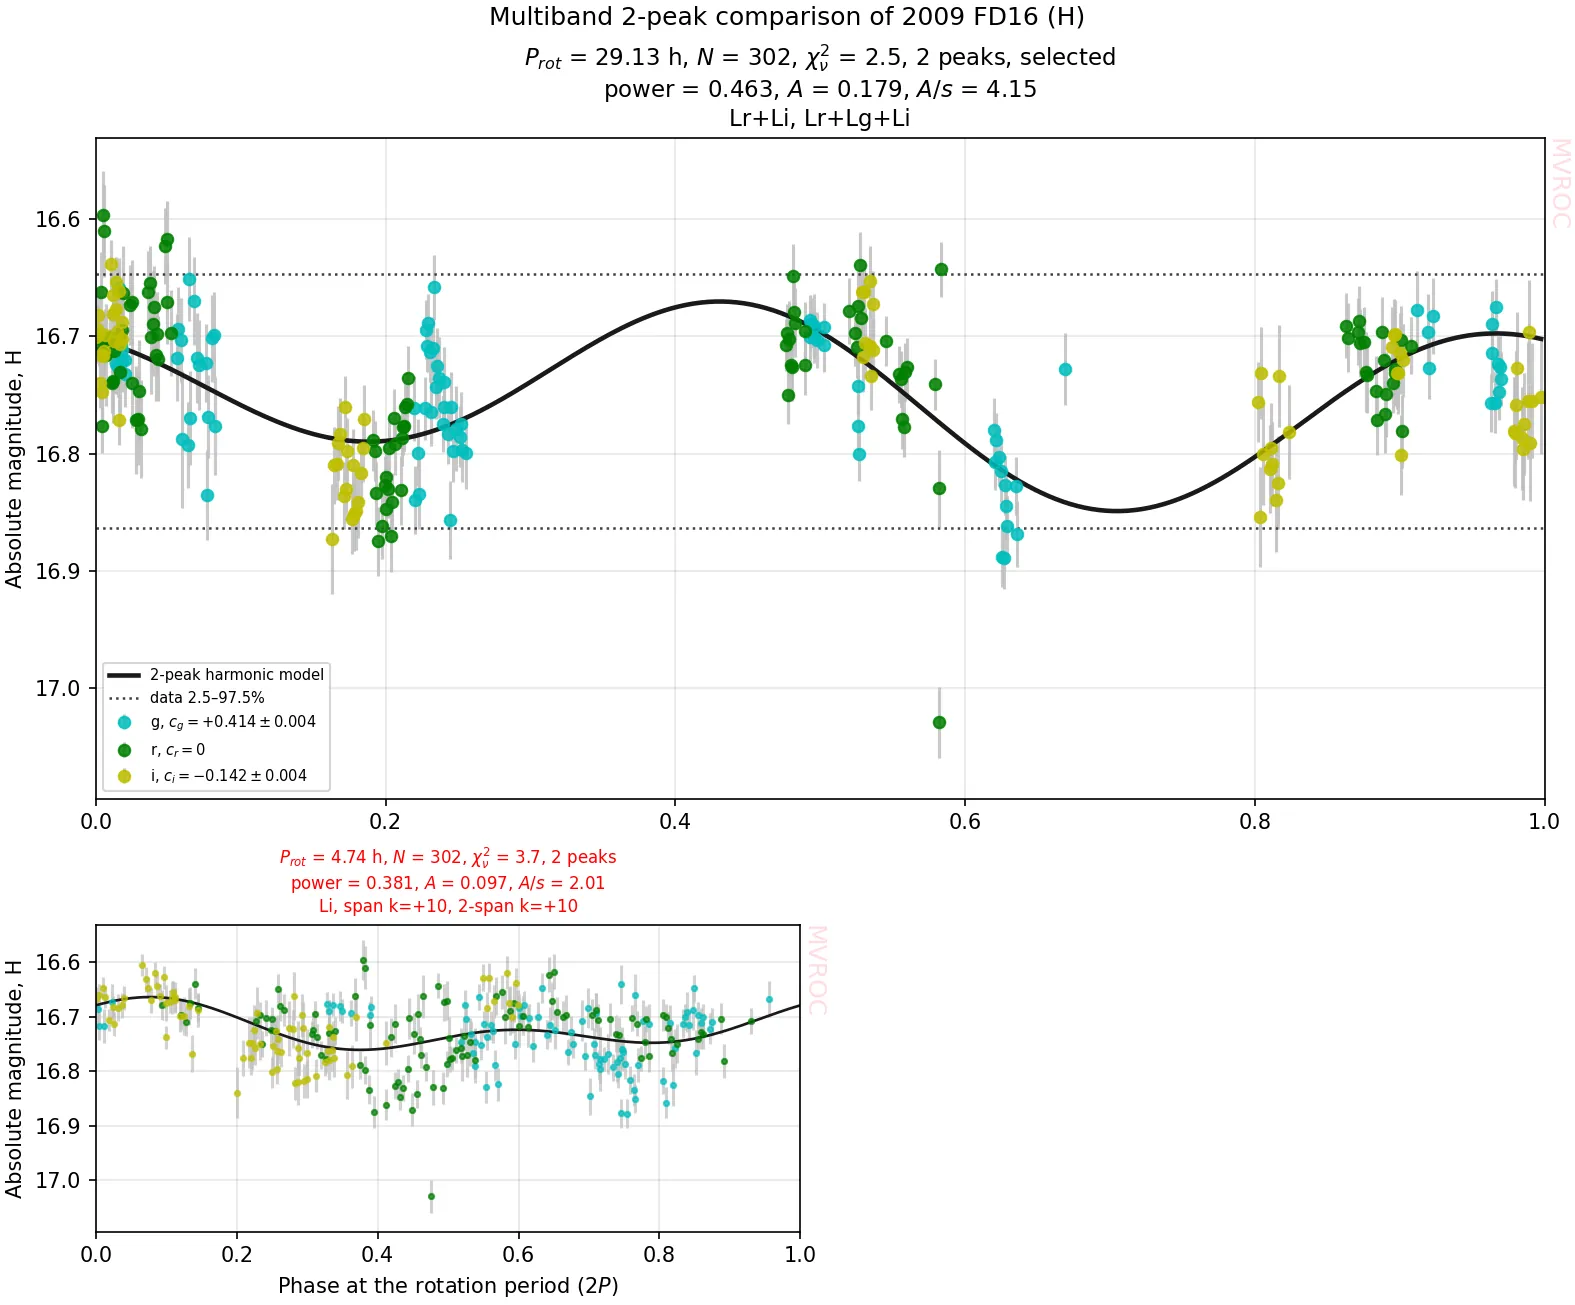 Multiband 2-peak comparison of 2009 FD16 (H)
P_rot = 29.13 h, N = 302, χ²_ν = 2.5, 2 peaks, selected
power = 0.463, A = 0.179, A/s = 4.15
Lr+Li, Lr+Lg+Li
MVROC
Absolute magnitude, H
16.6
16.7
16.8
16.9
17.0
2-peak harmonic model
data 2.5–97.5%
g, c_g = +0.414 ± 0.004
r, c_r = 0
i, c_i = −0.142 ± 0.004
0.0 0.2 0.4 0.6 0.8 1.0
P_rot = 4.74 h, N = 302, χ²_ν = 3.7, 2 peaks
power = 0.381, A = 0.097, A/s = 2.01
Li, span k=+10, 2-span k=+10
MVROC
Absolute magnitude, H
16.6
16.7
16.8
16.9
17.0
0.0 0.2 0.4 0.6 0.8 1.0
Phase at the rotation period (2P)